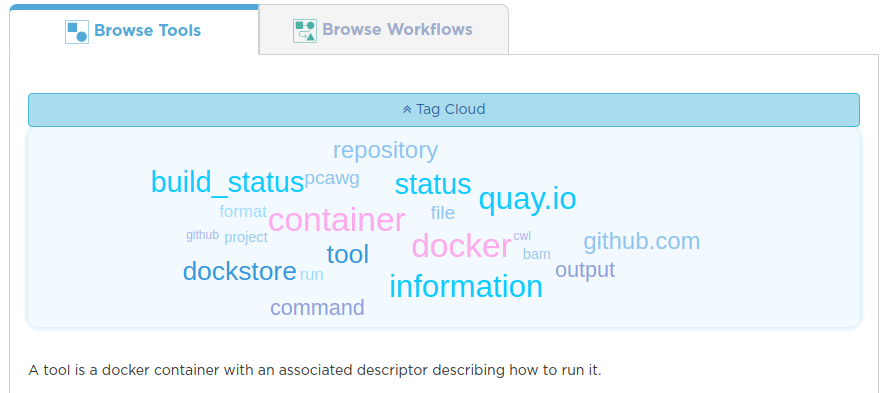 Browse Tools
Browse Workflows
Tag Cloud
repository
build_status pcawg status
quay.io
format container file
github project docker cwl github.com
tool bam
dockstore run output
information
command
A tool is a docker container with an associated descriptor describing how to run it.